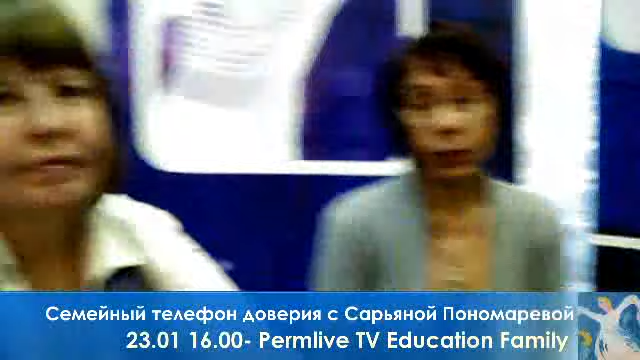 Семейный телефон доверия с Сарьяной Пономаревой
23.01 16.00- Permlive TV Education Family